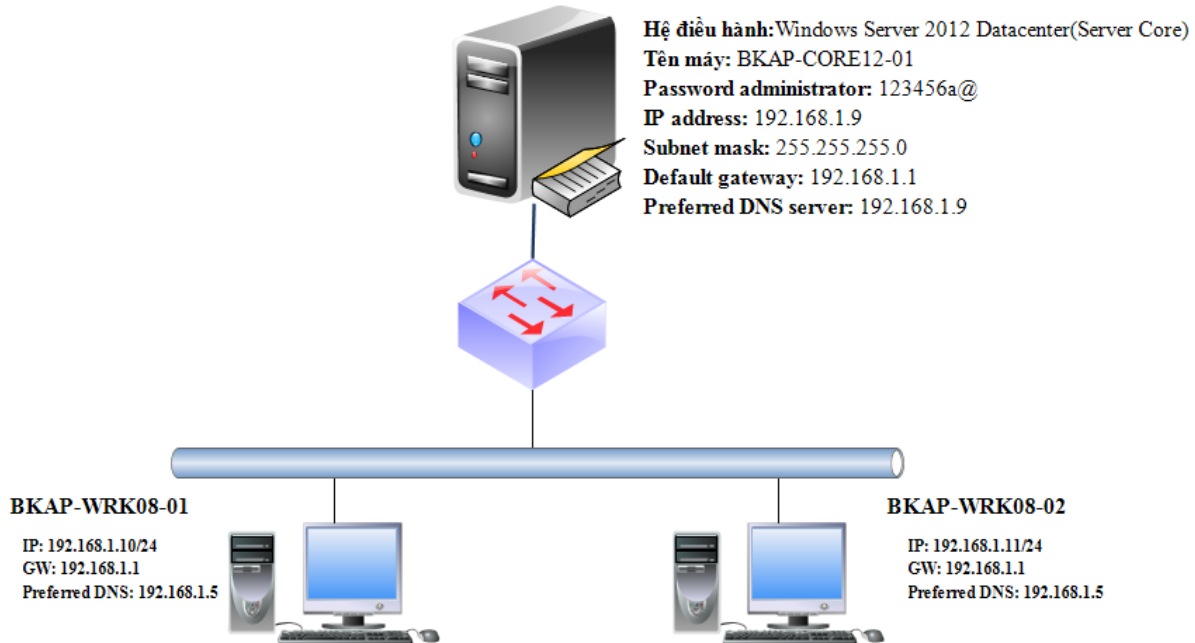 Hệ điều hành:Windows Server 2012 Datacenter(Server Core)
Tên máy: BKAP-CORE12-01
Password administrator: 123456a@
IP address: 192.168.1.9
Subnet mask: 255.255.255.0
Default gateway: 192.168.1.1
Preferred DNS server: 192.168.1.9
BKAP-WRK08-01
IP: 192.168.1.10/24
GW: 192.168.1.1
Preferred DNS: 192.168.1.5
BKAP-WRK08-02
IP: 192.168.1.11/24
GW: 192.168.1.1
Preferred DNS: 192.168.1.5